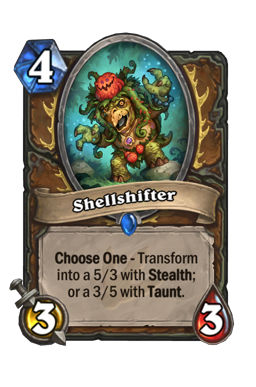 4
Shellshifter
Choose One - Transform
into a 5/3 with Stealth;
or a 3/5 with Taunt.
3 3